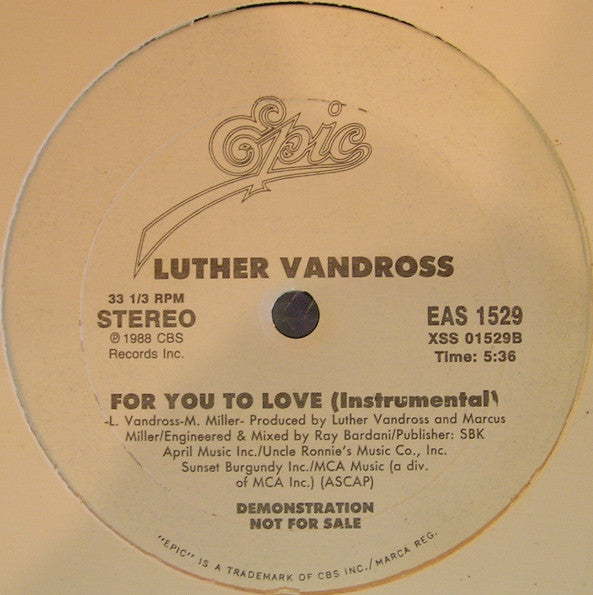 Epic
LUTHER VANDROSS
33 1/3 RPM
STEREO
℗ 1988 CBS
Records Inc.
EAS 1529
XSS 01529B
Time: 5:36
FOR YOU TO LOVE (Instrumental)
-L. Vandross-M. Miller- Produced by Luther Vandross and Marcus
Miller/Engineered & Mixed by Ray Bardani/Publisher: SBK
April Music Inc./Uncle Ronnie's Music Co., Inc.
Sunset Burgundy Inc./MCA Music (a div.
of MCA Inc.) (ASCAP)
DEMONSTRATION
NOT FOR SALE
"EPIC" IS A TRADEMARK OF CBS INC./MARCA REG.